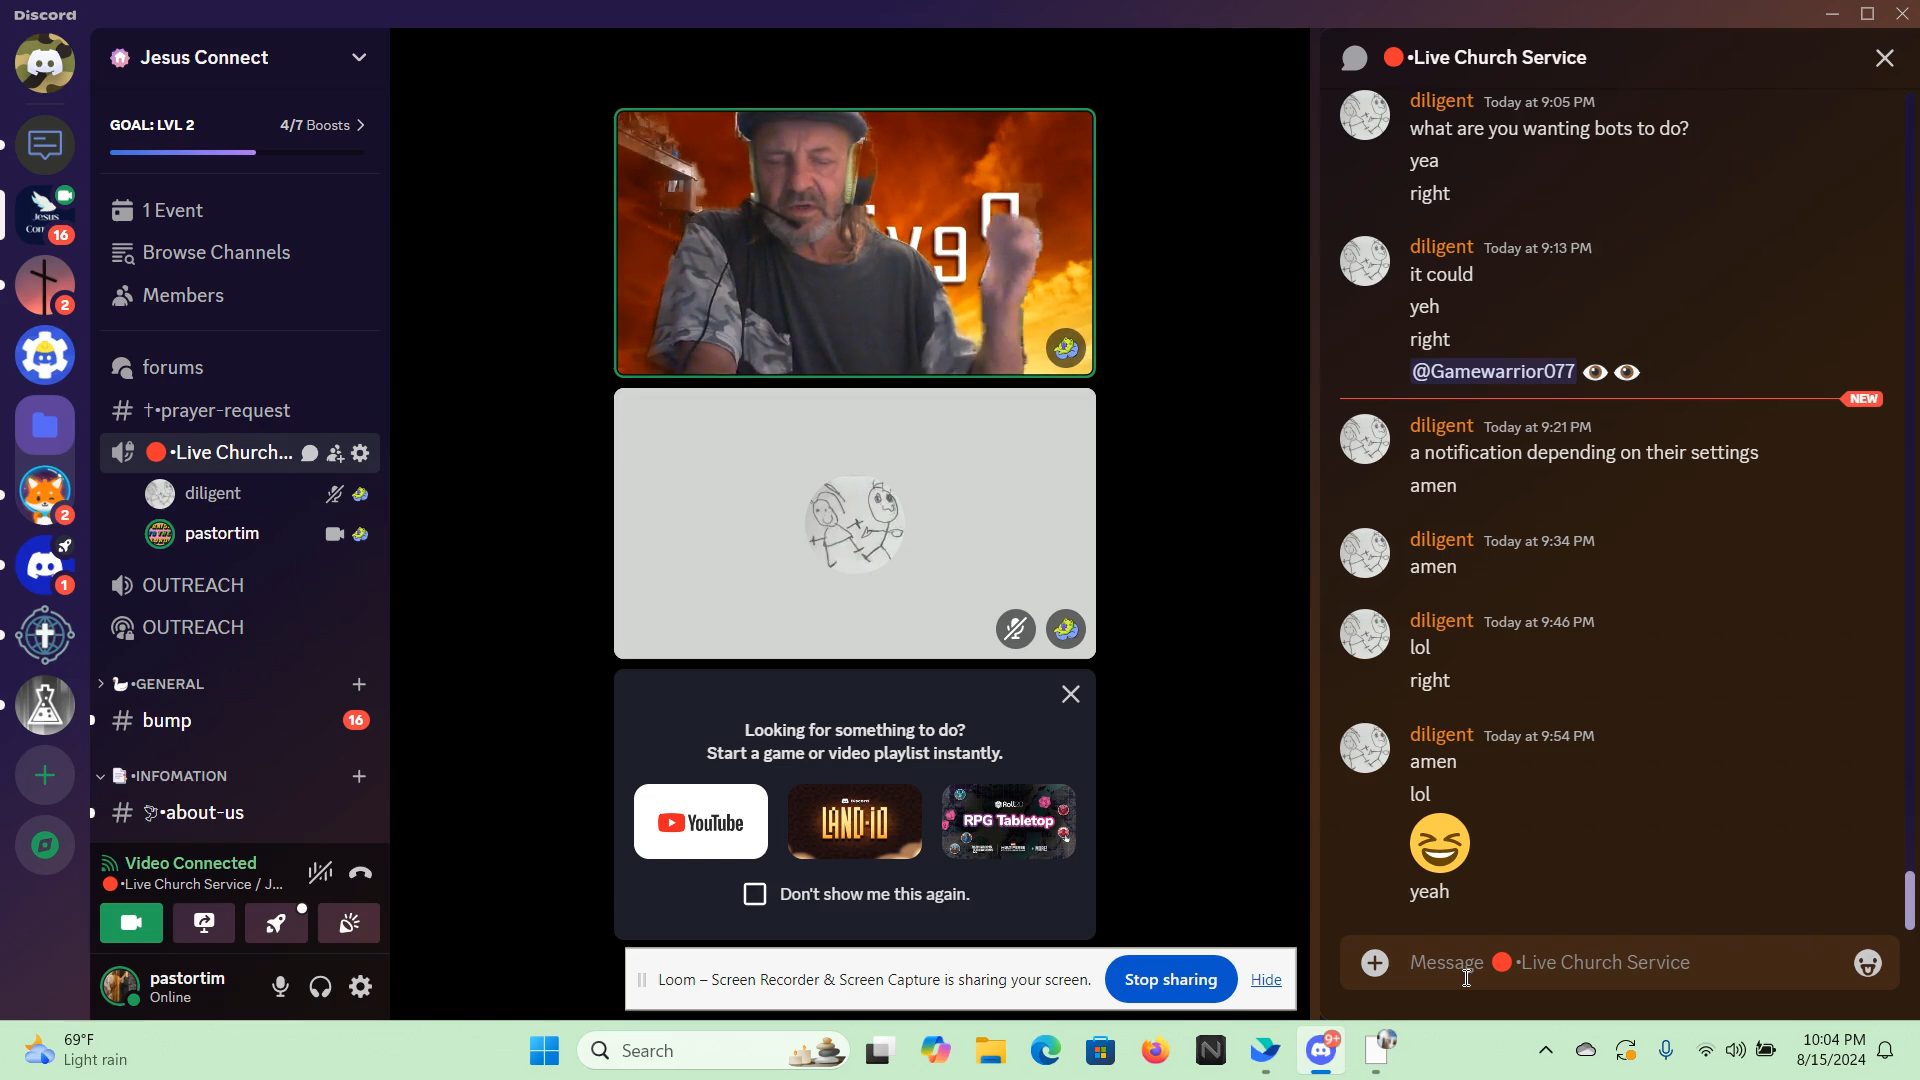 Discord
Jesus Connect
GOAL: LVL 2
4/7 Boosts
1 Event
Browse Channels
Members
forums
†•prayer-request
•Live Church...
diligent
pastortim
OUTREACH
OUTREACH
•GENERAL
bump
16
•INFOMATION
•about-us
Video Connected
•Live Church Service / J...
pastortim
Online
16
2
2
1
v9
Looking for something to do?
Start a game or video playlist instantly.
YouTube
LAND-IO
Roll20
RPG Tabletop
Don't show me this again.
Loom – Screen Recorder & Screen Capture is sharing your screen.
Stop sharing
Hide
•Live Church Service
diligent Today at 9:05 PM
what are you wanting bots to do?
yea
right
diligent Today at 9:13 PM
it could
yeh
right
@Gamewarrior077
NEW
diligent Today at 9:21 PM
a notification depending on their settings
amen
diligent Today at 9:34 PM
amen
diligent Today at 9:46 PM
lol
right
diligent Today at 9:54 PM
amen
lol
yeah
Message •Live Church Service
69°F
Light rain
Search
9+
10:04 PM
8/15/2024